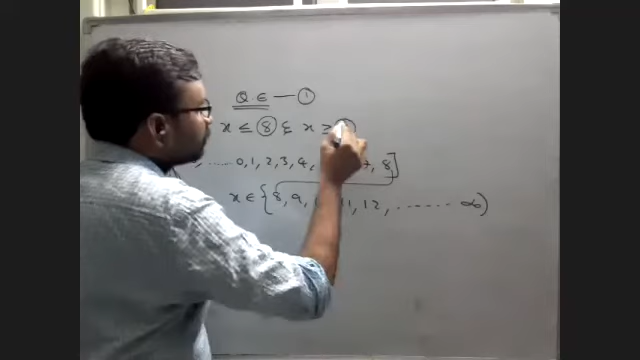 Q ∈ — ①
x ≤ ⑧ & x ≥
, ...... 0, 1, 2, 3, 4, , 8]
x ∈ {8, 9, 11, 12, ....... ∞)